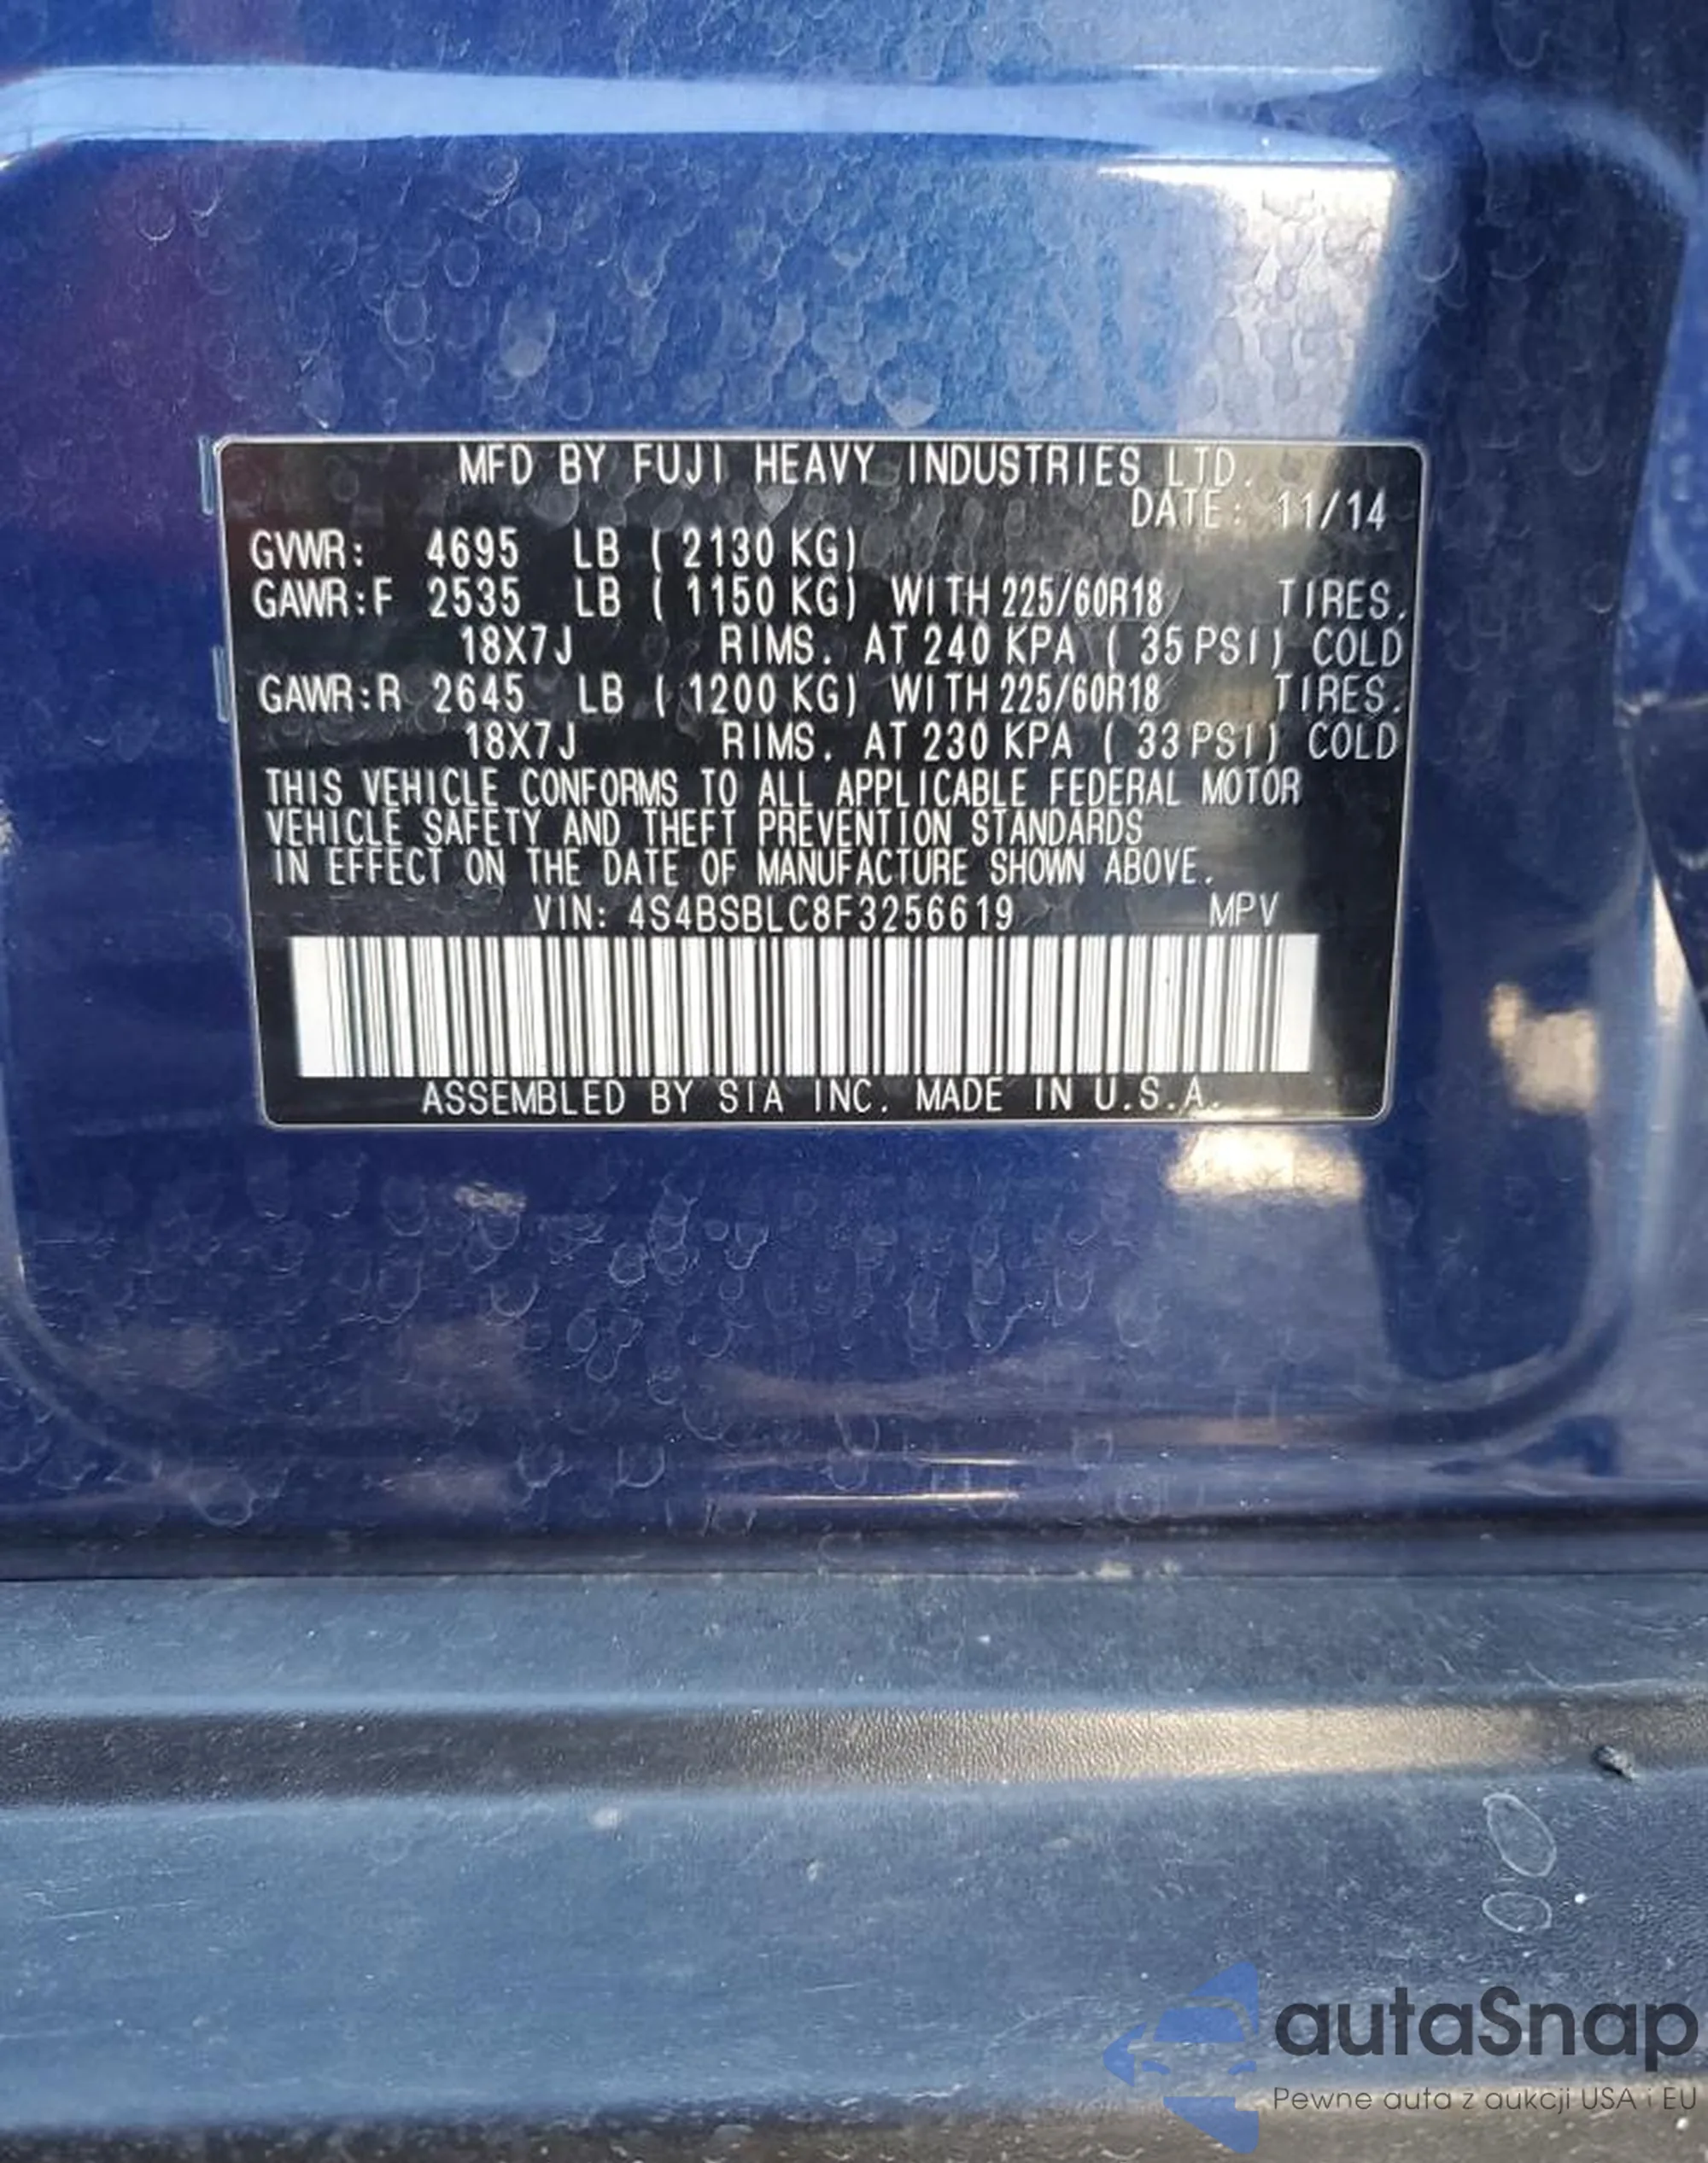 MFD BY FUJI HEAVY INDUSTRIES LTD.
DATE: 11/14
GVWR: 4695 LB ( 2130 KG)
GAWR:F 2535 LB ( 1150 KG) WITH 225/60R18 TIRES.
18X7J RIMS. AT 240 KPA ( 35 PSI) COLD
GAWR:R 2645 LB ( 1200 KG) WITH 225/60R18 TIRES.
18X7J RIMS. AT 230 KPA ( 33 PSI) COLD
THIS VEHICLE CONFORMS TO ALL APPLICABLE FEDERAL MOTOR
VEHICLE SAFETY AND THEFT PREVENTION STANDARDS
IN EFFECT ON THE DATE OF MANUFACTURE SHOWN ABOVE.
VIN: 4S4BSBLC8F3256619 MPV
ASSEMBLED BY SIA INC. MADE IN U.S.A.
autaSnap
Pewne auta z aukcji USA i EU